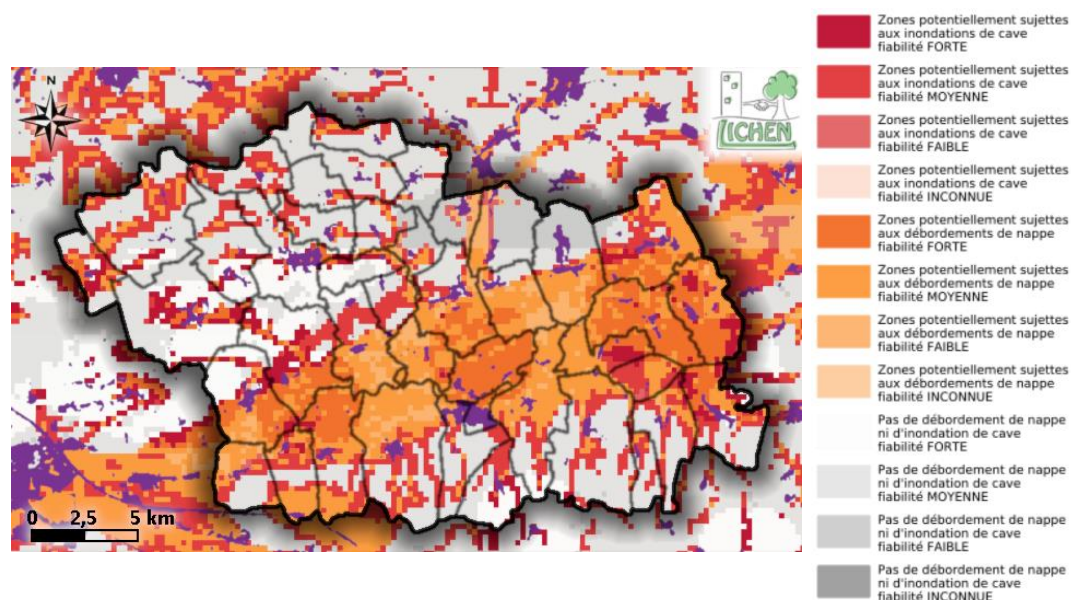 N
LICHEN
0 2,5 5 km
Zones potentiellement sujettes
aux inondations de cave
fiabilité FORTE
Zones potentiellement sujettes
aux inondations de cave
fiabilité MOYENNE
Zones potentiellement sujettes
aux inondations de cave
fiabilité FAIBLE
Zones potentiellement sujettes
aux inondations de cave
fiabilité INCONNUE
Zones potentiellement sujettes
aux débordements de nappe
fiabilité FORTE
Zones potentiellement sujettes
aux débordements de nappe
fiabilité MOYENNE
Zones potentiellement sujettes
aux débordements de nappe
fiabilité FAIBLE
Zones potentiellement sujettes
aux débordements de nappe
fiabilité INCONNUE
Pas de débordement de nappe
ni d'inondation de cave
fiabilité FORTE
Pas de débordement de nappe
ni d'inondation de cave
fiabilité MOYENNE
Pas de débordement de nappe
ni d'inondation de cave
fiabilité FAIBLE
Pas de débordement de nappe
ni d'inondation de cave
fiabilité INCONNUE